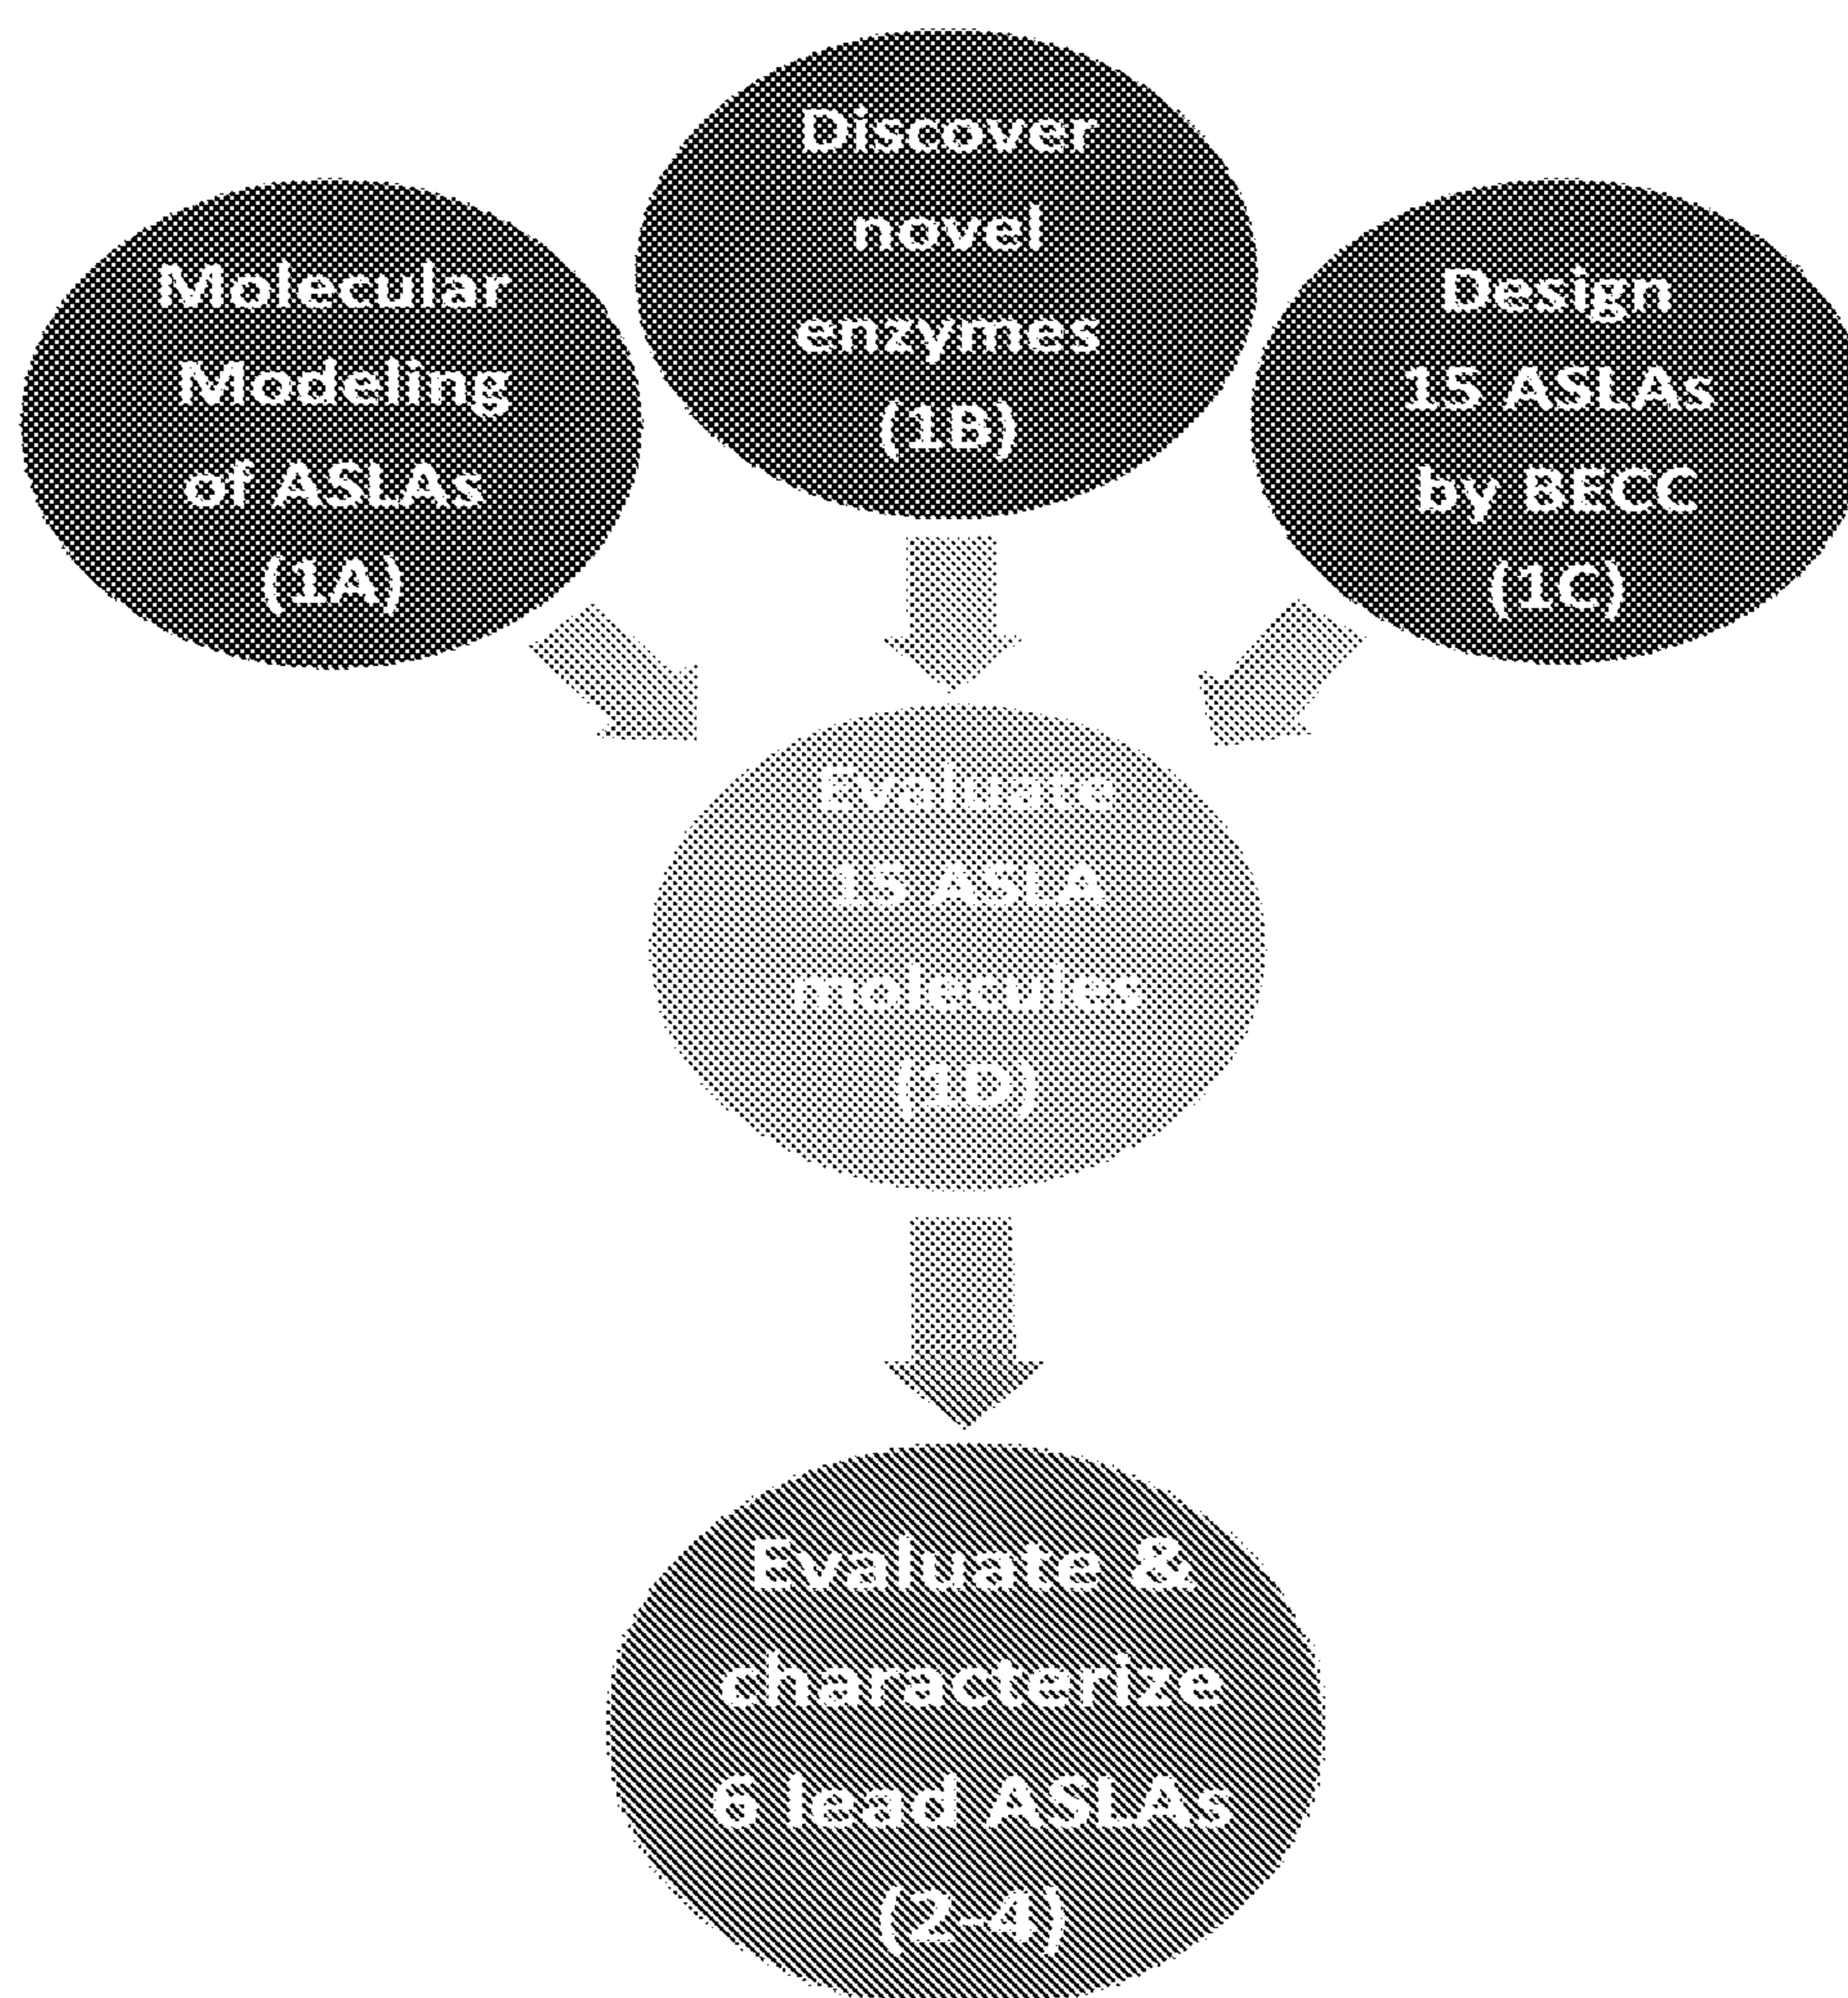 Molecular
Modeling
of ASLAs
(1A)
Discover
novel
enzymes
(1B)
Design
15 ASLAs
by BECC
(1C)
Evaluate
15 ASLA
molecules
(1D)
Evaluate &
characterize
6 lead ASLAs
(2-4)